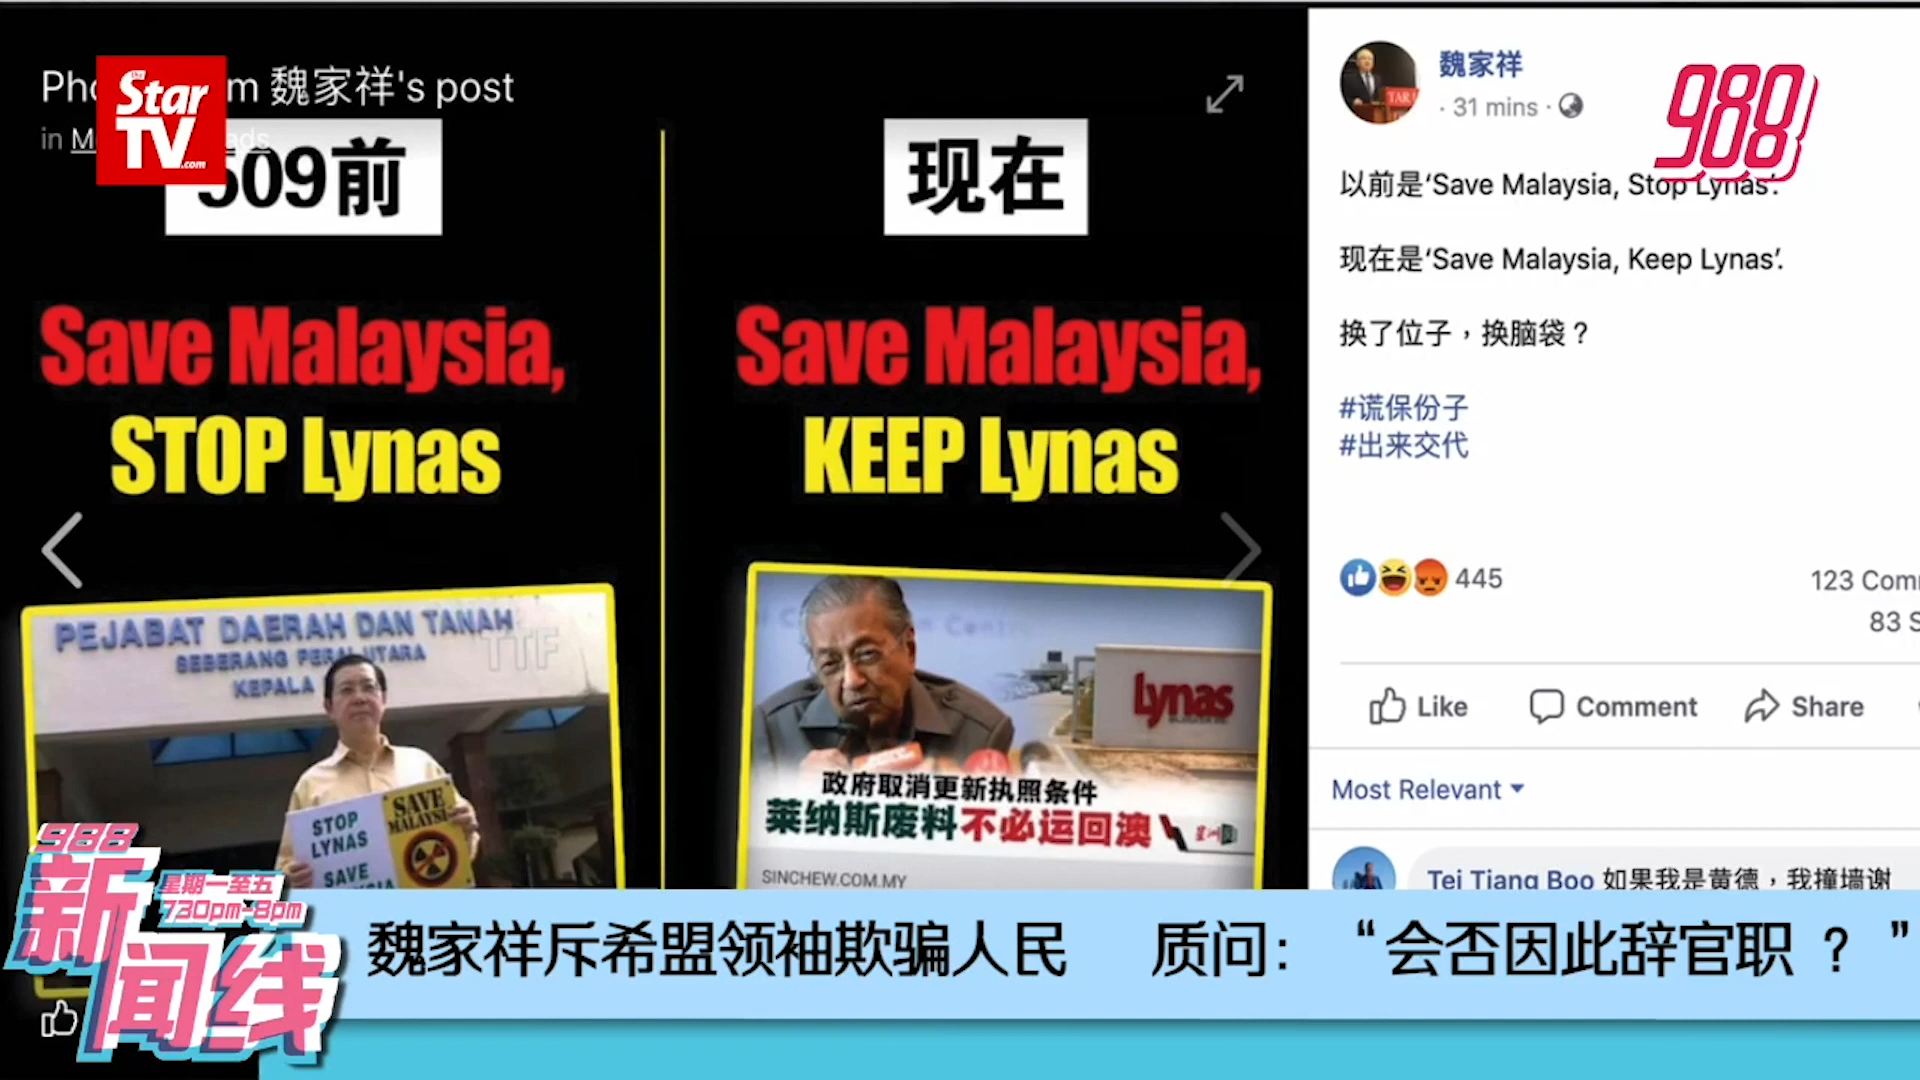 Star
TV
.com
魏家祥's post
in
509前
现在
Save Malaysia,
STOP Lynas
Save Malaysia,
KEEP Lynas
PEJABAT DAERAH DAN TANAH
SEBERANG PERAI UTARA
KEPALA
TTF
STOP
LYNAS
SAVE
SAVE
MALAYSI
lynas
政府取消更新执照条件
莱纳斯废料不必运回澳
SINCHEW.COM.MY
魏家祥
· 31 mins ·
988
以前是‘Save Malaysia, Stop Lynas’.
现在是‘Save Malaysia, Keep Lynas’.
换了位子，换脑袋？
#谎保份子
#出来交代
445
123 Com
83 S
Like
Comment
Share
Most Relevant
Tei Tiang Boo 如果我是黄德，我撞墙谢
988
新闻线
星期一至五
730pm-8pm
魏家祥斥希盟领袖欺骗人民 质问：“会否因此辞官职 ？”